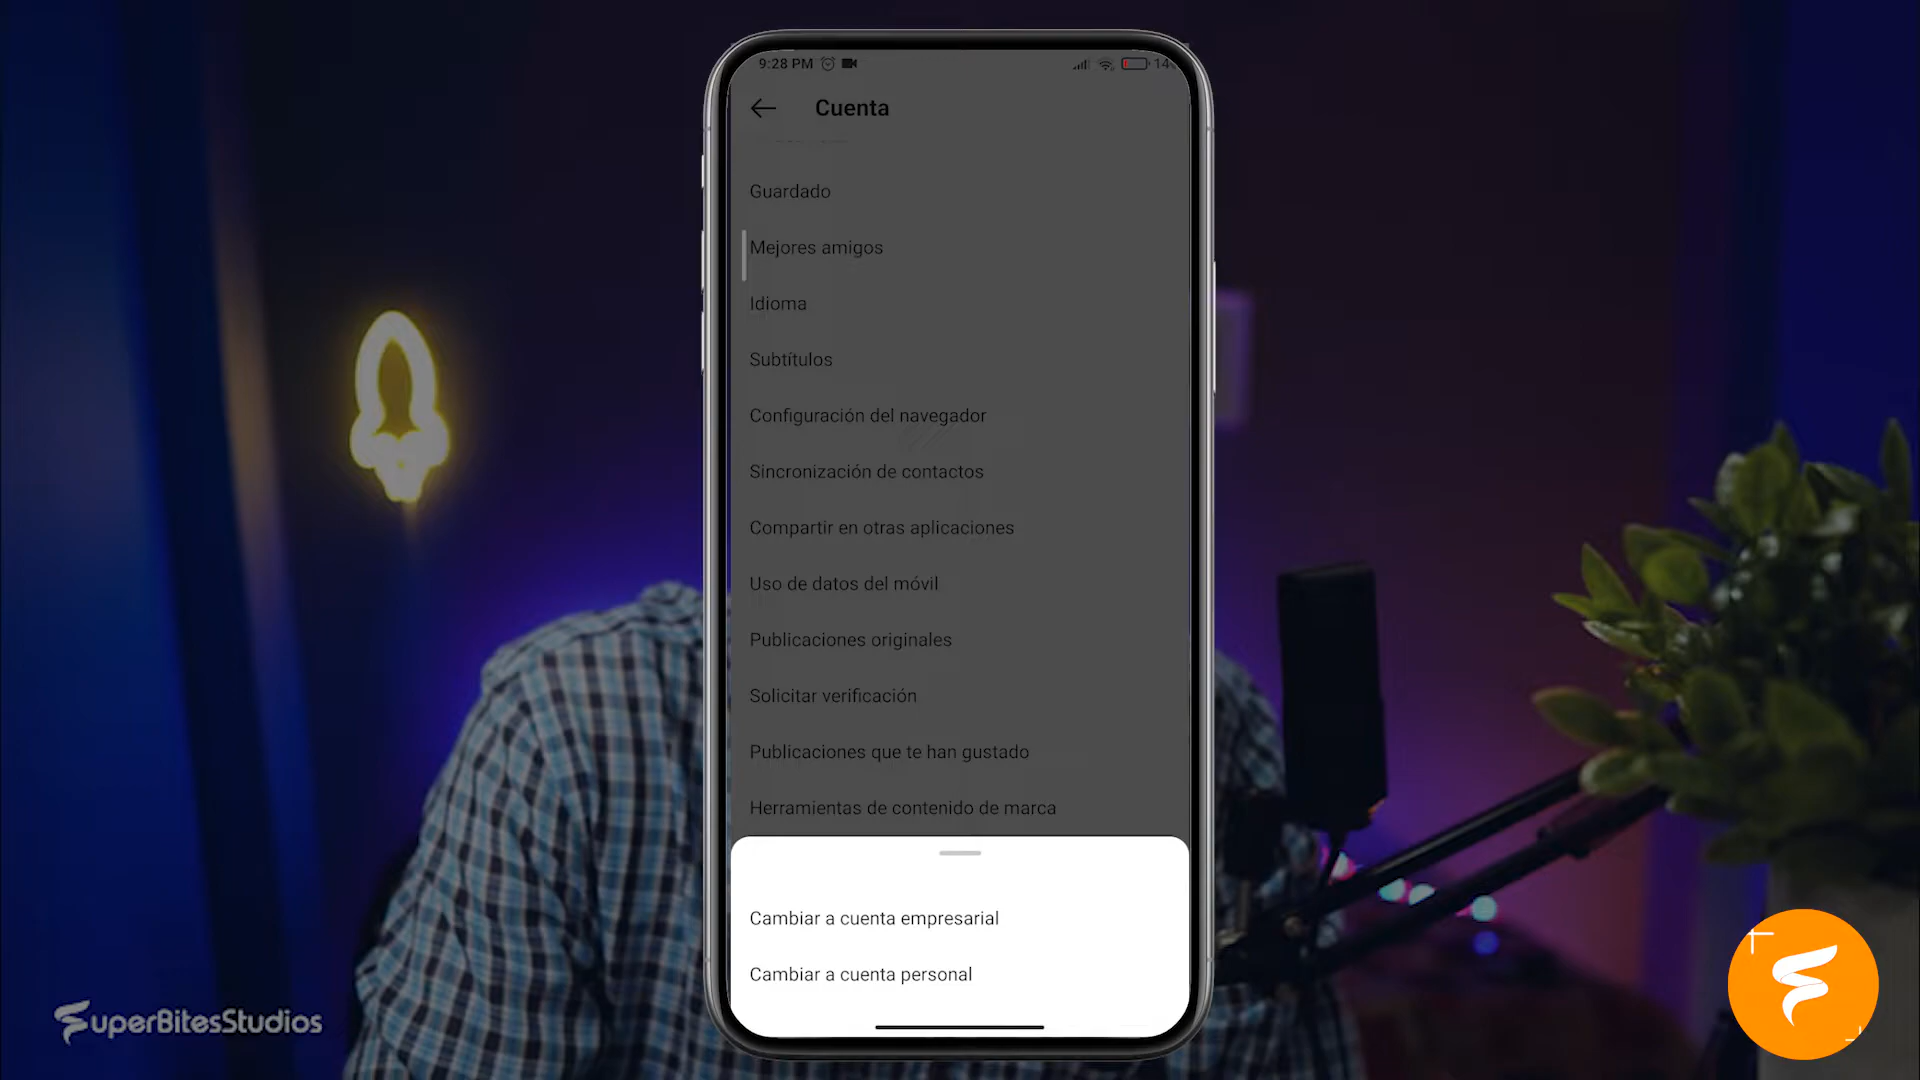 9:28 PM
Cuenta
Guardado
Mejores amigos
Idioma
Subtítulos
Configuración del navegador
Sincronización de contactos
Compartir en otras aplicaciones
Uso de datos del móvil
Publicaciones originales
Solicitar verificación
Publicaciones que te han gustado
Herramientas de contenido de marca
Cambiar a cuenta empresarial
Cambiar a cuenta personal
SuperBitesStudios